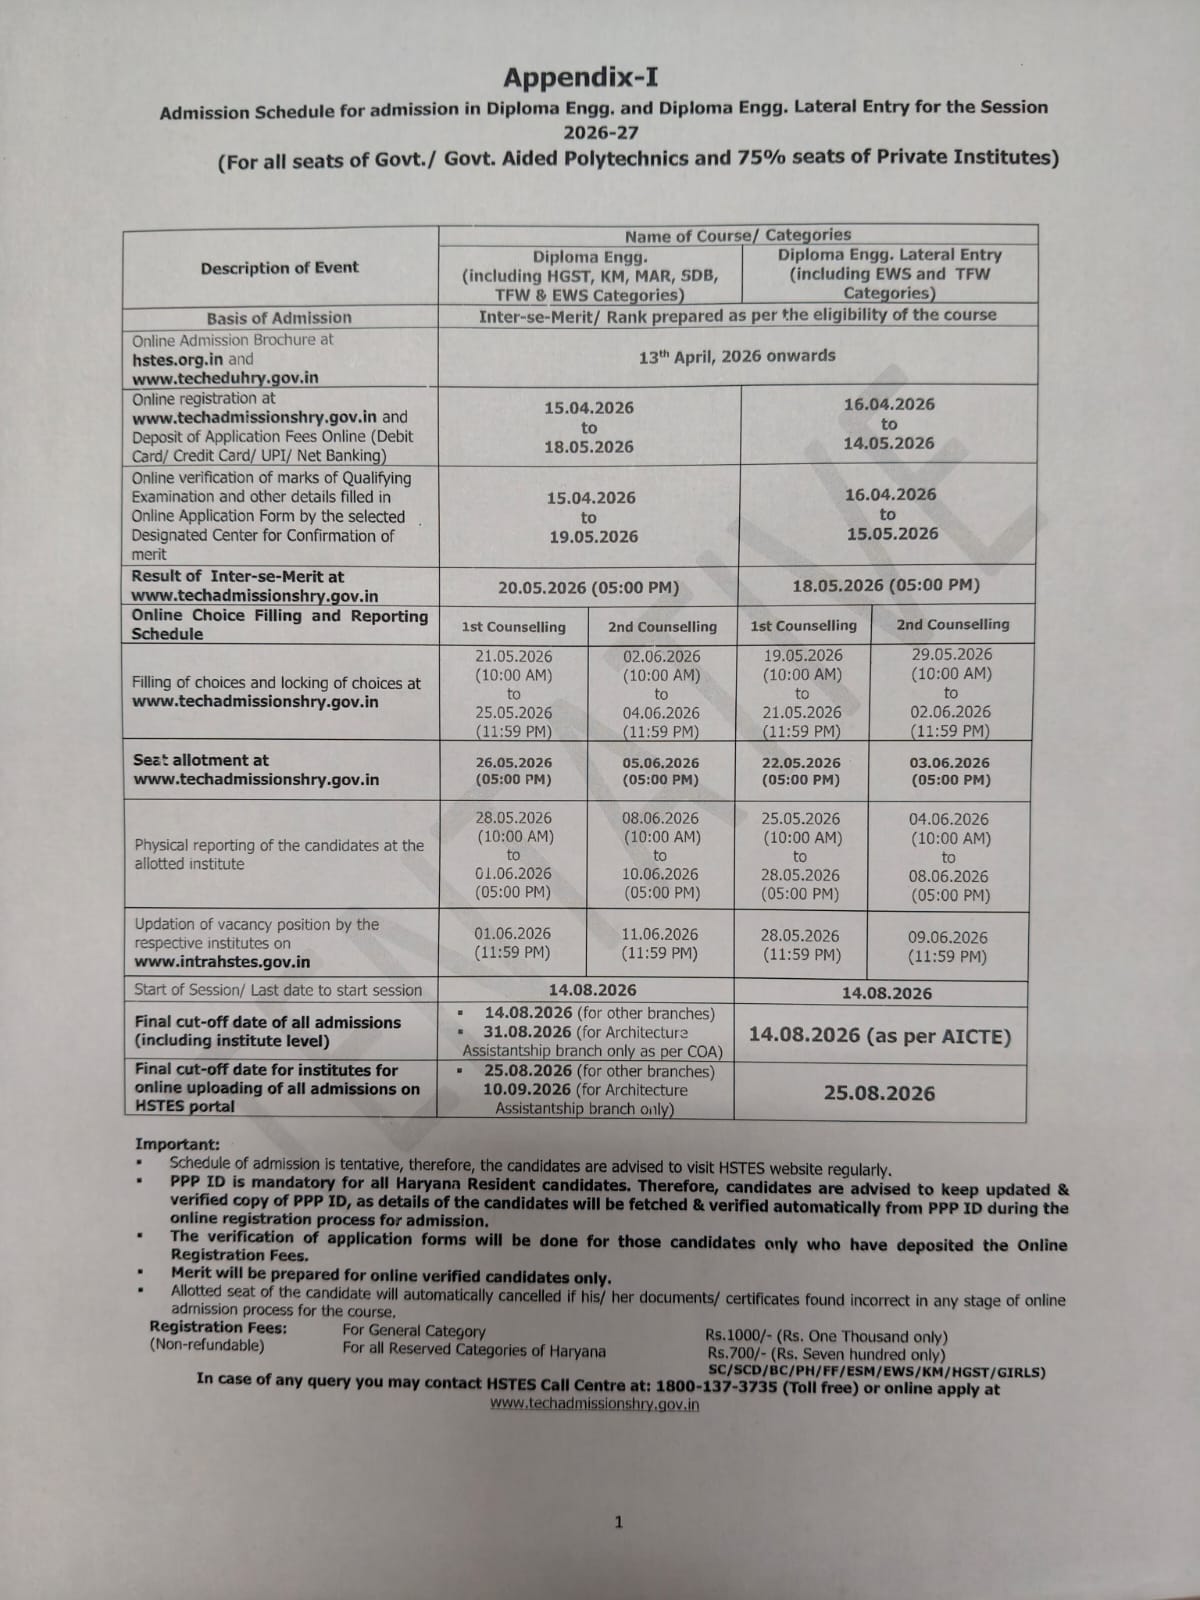 Appendix-I
Admission Schedule for admission in Diploma Engg. and Diploma Engg. Lateral Entry for the Session
2026-27
(For all seats of Govt./ Govt. Aided Polytechnics and 75% seats of Private Institutes)
Description of Event
Name of Course/ Categories
Diploma Engg.
(including HGST, KM, MAR, SDB,
TFW & EWS Categories)
Diploma Engg. Lateral Entry
(including EWS and TFW
Categories)
Basis of Admission
Inter-se-Merit/ Rank prepared as per the eligibility of the course
Online Admission Brochure at
hstes.org.in and
www.techeduhry.gov.in
13th April, 2026 onwards
Online registration at
www.techadmissionshry.gov.in and
Deposit of Application Fees Online (Debit
Card/ Credit Card/ UPI/ Net Banking)
15.04.2026
to
18.05.2026
16.04.2026
to
14.05.2026
Online verification of marks of Qualifying
Examination and other details filled in
Online Application Form by the selected
Designated Center for Confirmation of
merit
15.04.2026
to
19.05.2026
16.04.2026
to
15.05.2026
Result of Inter-se-Merit at
www.techadmissionshry.gov.in
20.05.2026 (05:00 PM)
18.05.2026 (05:00 PM)
Online Choice Filling and Reporting
Schedule
1st Counselling
2nd Counselling
1st Counselling
2nd Counselling
Filling of choices and locking of choices at
www.techadmissionshry.gov.in
21.05.2026
(10:00 AM)
to
25.05.2026
(11:59 PM)
02.06.2026
(10:00 AM)
to
04.06.2026
(11:59 PM)
19.05.2026
(10:00 AM)
to
21.05.2026
(11:59 PM)
29.05.2026
(10:00 AM)
to
02.06.2026
(11:59 PM)
Seat allotment at
www.techadmissionshry.gov.in
26.05.2026
(05:00 PM)
05.06.2026
(05:00 PM)
22.05.2026
(05:00 PM)
03.06.2026
(05:00 PM)
Physical reporting of the candidates at the
allotted institute
28.05.2026
(10:00 AM)
to
01.06.2026
(05:00 PM)
08.06.2026
(10:00 AM)
to
10.06.2026
(05:00 PM)
25.05.2026
(10:00 AM)
to
28.05.2026
(05:00 PM)
04.06.2026
(10:00 AM)
to
08.06.2026
(05:00 PM)
Updation of vacancy position by the
respective institutes on
www.intrahstes.gov.in
01.06.2026
(11:59 PM)
11.06.2026
(11:59 PM)
28.05.2026
(11:59 PM)
09.06.2026
(11:59 PM)
Start of Session/ Last date to start session
14.08.2026
14.08.2026
Final cut-off date of all admissions
(including institute level)
▪ 14.08.2026 (for other branches)
▪ 31.08.2026 (for Architecture
Assistantship branch only as per COA)
14.08.2026 (as per AICTE)
Final cut-off date for institutes for
online uploading of all admissions on
HSTES portal
▪ 25.08.2026 (for other branches)
10.09.2026 (for Architecture
Assistantship branch only)
25.08.2026
TENTATIVE
Important:
▪ Schedule of admission is tentative, therefore, the candidates are advised to visit HSTES website regularly.
▪ PPP ID is mandatory for all Haryana Resident candidates. Therefore, candidates are advised to keep updated &
verified copy of PPP ID, as details of the candidates will be fetched & verified automatically from PPP ID during the
online registration process for admission.
▪ The verification of application forms will be done for those candidates only who have deposited the Online
Registration Fees.
▪ Merit will be prepared for online verified candidates only.
▪ Allotted seat of the candidate will automatically cancelled if his/ her documents/ certificates found incorrect in any stage of online
admission process for the course.
Registration Fees: For General Category Rs.1000/- (Rs. One Thousand only)
(Non-refundable) For all Reserved Categories of Haryana Rs.700/- (Rs. Seven hundred only)
SC/SCD/BC/PH/FF/ESM/EWS/KM/HGST/GIRLS)
In case of any query you may contact HSTES Call Centre at: 1800-137-3735 (Toll free) or online apply at
www.techadmissionshry.gov.in
1